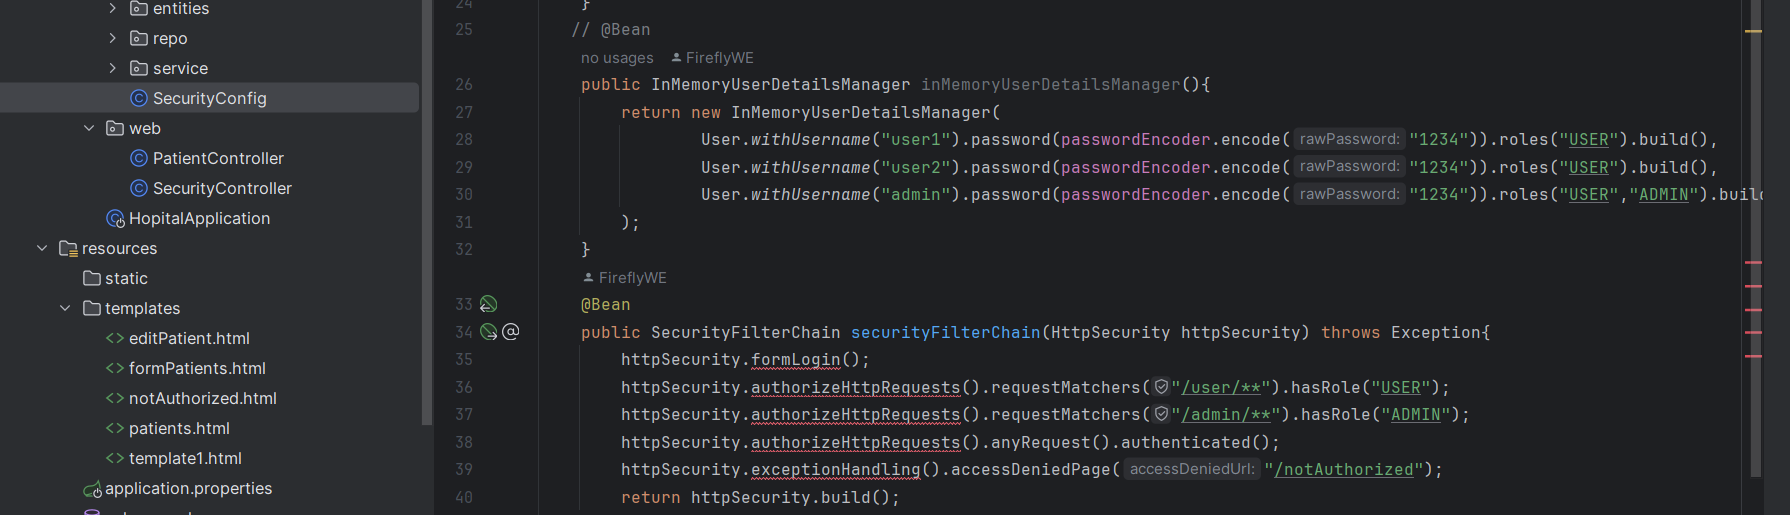 entities
repo
service
SecurityConfig
web
PatientController
SecurityController
HopitalApplication
resources
static
templates
editPatient.html
formPatients.html
notAuthorized.html
patients.html
template1.html
application.properties
24 }
25 // @Bean
no usages FireflyWE
26 public InMemoryUserDetailsManager inMemoryUserDetailsManager(){
27 return new InMemoryUserDetailsManager(
28 User.withUsername("user1").password(passwordEncoder.encode( rawPassword: "1234")).roles("USER").build(),
29 User.withUsername("user2").password(passwordEncoder.encode( rawPassword: "1234")).roles("USER").build(),
30 User.withUsername("admin").password(passwordEncoder.encode( rawPassword: "1234")).roles("USER","ADMIN").build
31 );
32 }
FireflyWE
33 @Bean
34 public SecurityFilterChain securityFilterChain(HttpSecurity httpSecurity) throws Exception{
35 httpSecurity.formLogin();
36 httpSecurity.authorizeHttpRequests().requestMatchers("/user/**").hasRole("USER");
37 httpSecurity.authorizeHttpRequests().requestMatchers("/admin/**").hasRole("ADMIN");
38 httpSecurity.authorizeHttpRequests().anyRequest().authenticated();
39 httpSecurity.exceptionHandling().accessDeniedPage( accessDeniedUrl: "/notAuthorized");
40 return httpSecurity.build();